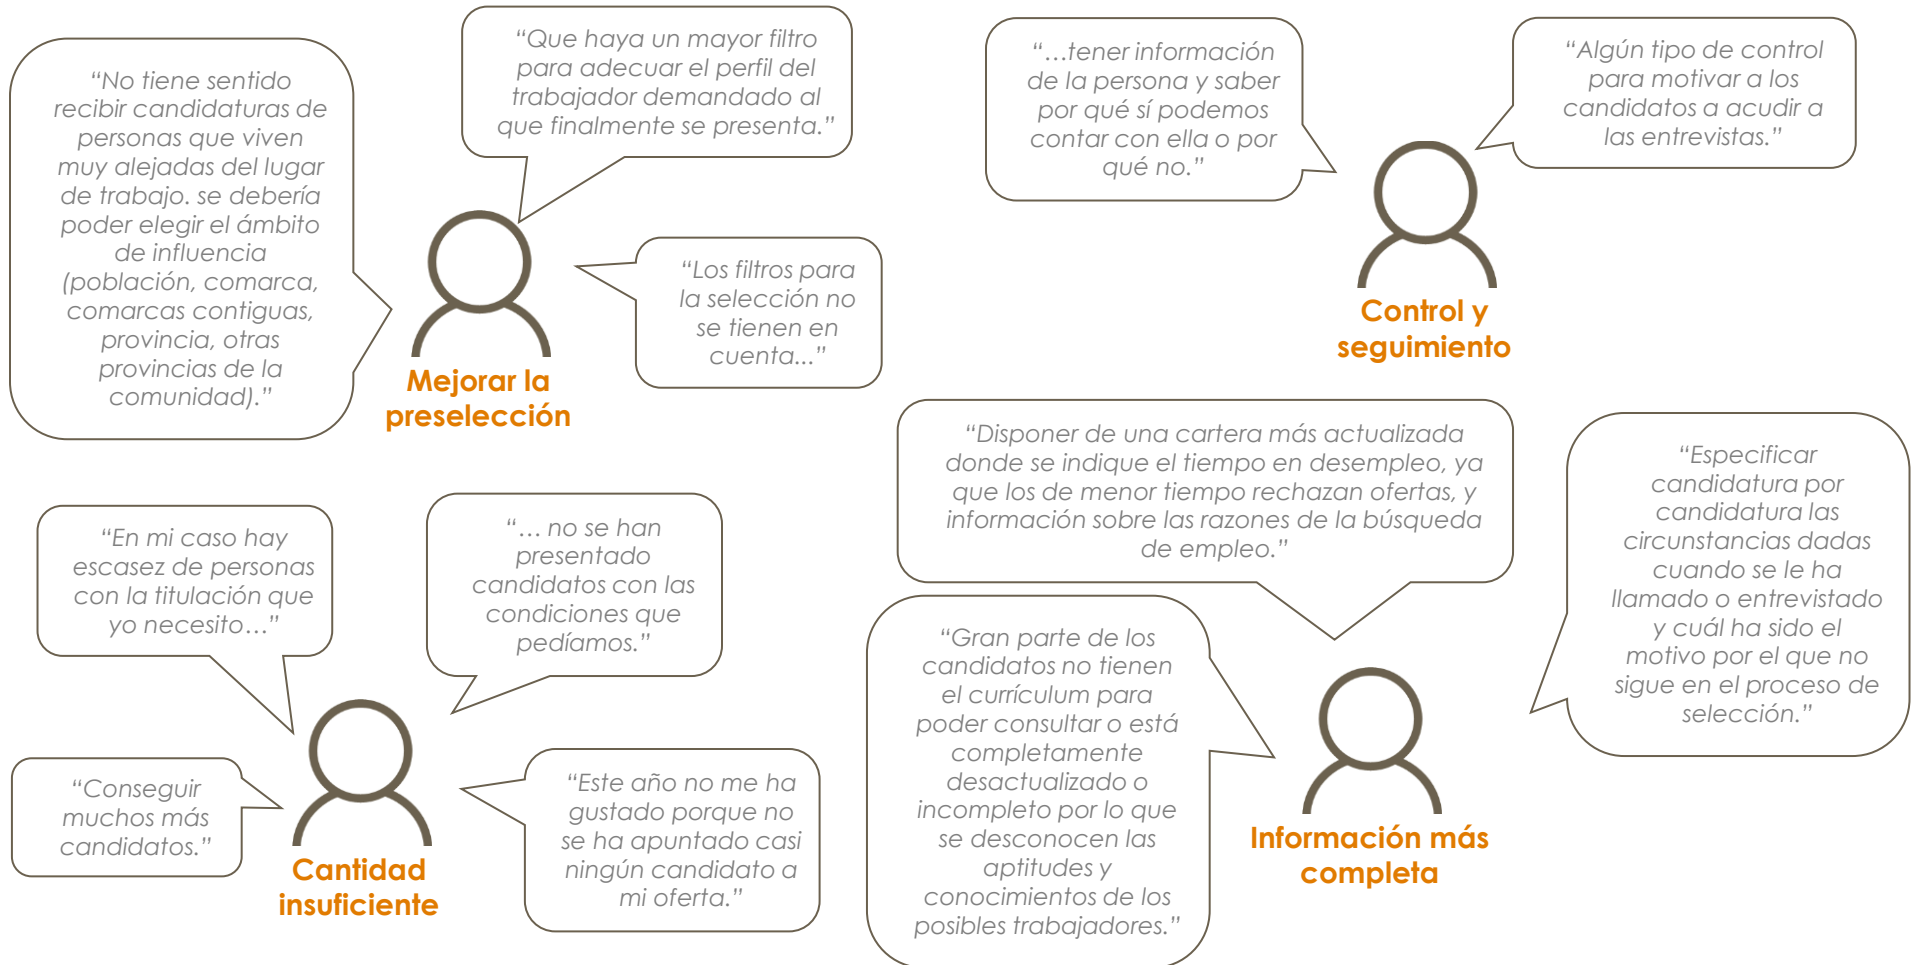 “No tiene sentido
recibir candidaturas de
personas que viven
muy alejadas del lugar
de trabajo. se debería
poder elegir el ámbito
de influencia
(población, comarca,
comarcas contiguas,
provincia, otras
provincias de la
comunidad).”
“Que haya un mayor filtro
para adecuar el perfil del
trabajador demandado al
que finalmente se presenta.”
“Los filtros para
la selección no
se tienen en
cuenta...”
Mejorar la
preselección
“…tener información
de la persona y saber
por qué sí podemos
contar con ella o por
qué no.”
“Algún tipo de control
para motivar a los
candidatos a acudir a
las entrevistas.”
Control y
seguimiento
“En mi caso hay
escasez de personas
con la titulación que
yo necesito…”
“… no se han
presentado
candidatos con las
condiciones que
pedíamos.”
“Conseguir
muchos más
candidatos.”
“Este año no me ha
gustado porque no
se ha apuntado casi
ningún candidato a
mi oferta.”
Cantidad
insuficiente
“Disponer de una cartera más actualizada
donde se indique el tiempo en desempleo, ya
que los de menor tiempo rechazan ofertas, y
información sobre las razones de la búsqueda
de empleo.”
“Especificar
candidatura por
candidatura las
circunstancias dadas
cuando se le ha
llamado o entrevistado
y cuál ha sido el
motivo por el que no
sigue en el proceso de
selección.”
“Gran parte de los
candidatos no tienen
el currículum para
poder consultar o está
completamente
desactualizado o
incompleto por lo que
se desconocen las
aptitudes y
conocimientos de los
posibles trabajadores.”
Información más
completa